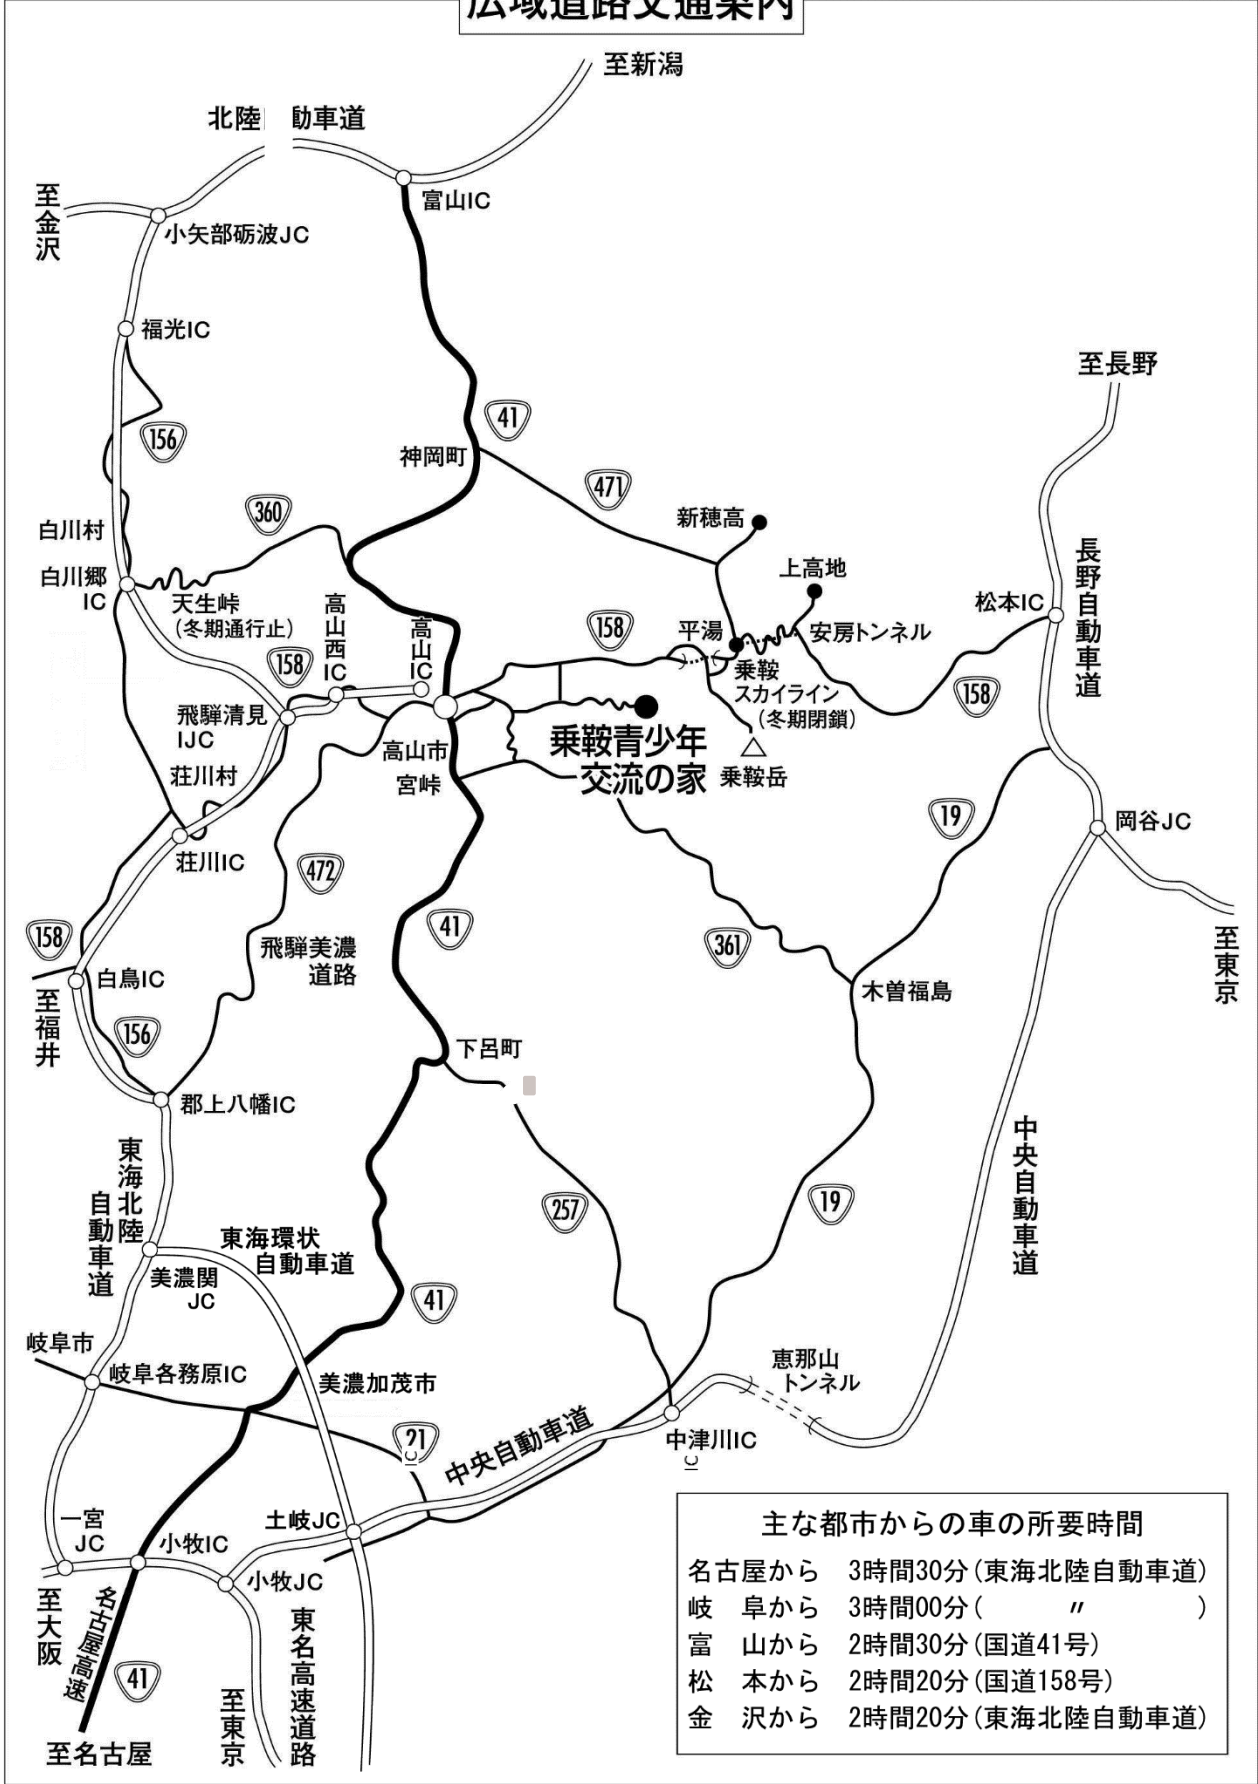 広域道路交通案内
至新潟
北陸 動車道
至金沢
富山IC
小矢部砺波JC
福光IC
至長野
41
156
神岡町
471
360
新穂高
白川村
上高地
長野自動車道
白川郷
IC
天生峠
(冬期通行止)
高山西IC
高山IC
松本IC
158
平湯
安房トンネル
158
乗鞍
スカイライン
(冬期閉鎖)
158
飛騨清見
IJC
高山市
乗鞍青少年
交流の家
乗鞍岳
荘川村
宮峠
19
岡谷JC
荘川IC
472
158
41
361
飛騨美濃
道路
至東京
白鳥IC
木曽福島
至福井
156
下呂町
郡上八幡IC
東海北陸
自動車道
中央自動車道
257
19
東海環状
自動車道
美濃関
JC
41
岐阜市
岐阜各務原IC
美濃加茂市
恵那山
トンネル
21
中央自動車道
中津川IC
一宮
JC
小牧IC
土岐JC
小牧JC
至大阪
名古屋高速
41
至東京
東名高速道路
至名古屋
主な都市からの車の所要時間
名古屋から 3時間30分(東海北陸自動車道)
岐 阜から 3時間00分( 〃 )
富 山から 2時間30分(国道41号)
松 本から 2時間20分(国道158号)
金 沢から 2時間20分(東海北陸自動車道)